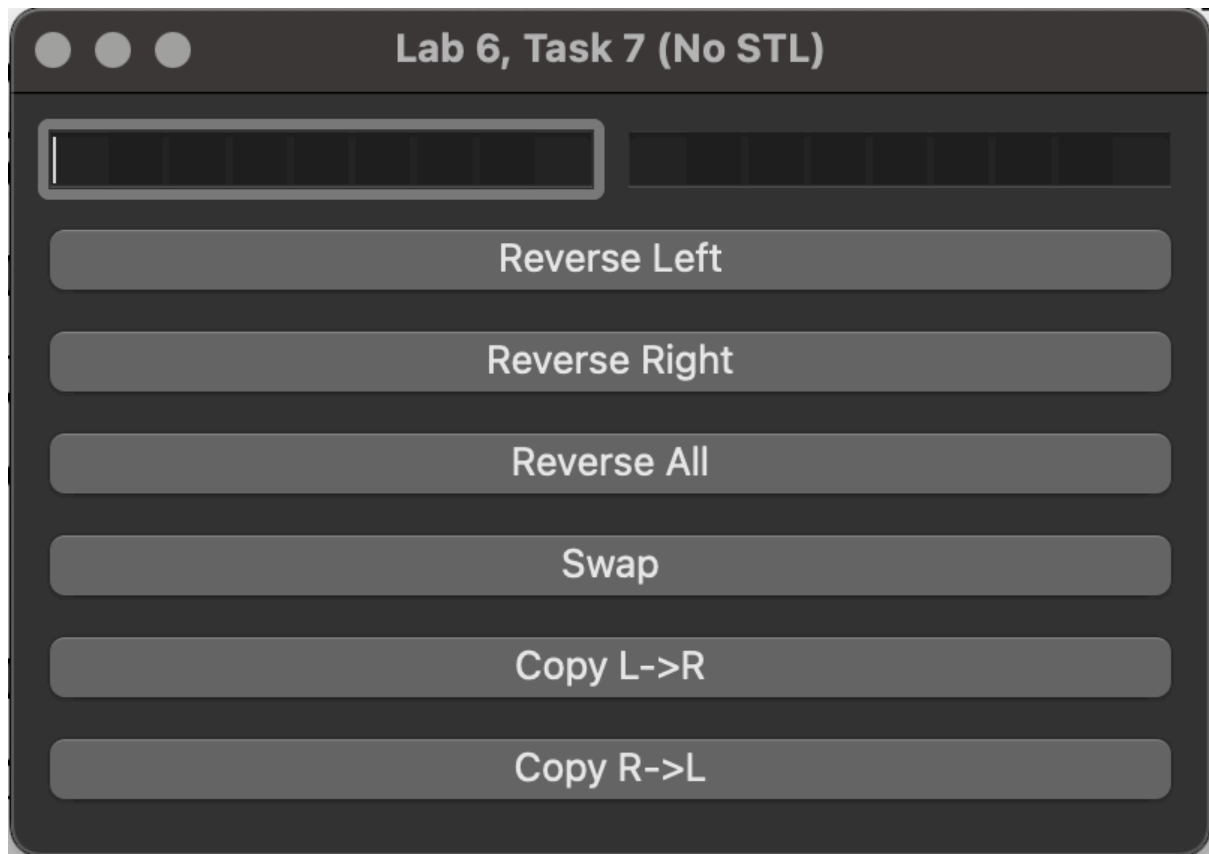 Lab 6, Task 7 (No STL)
Reverse Left
Reverse Right
Reverse All
Swap
Copy L->R
Copy R->L